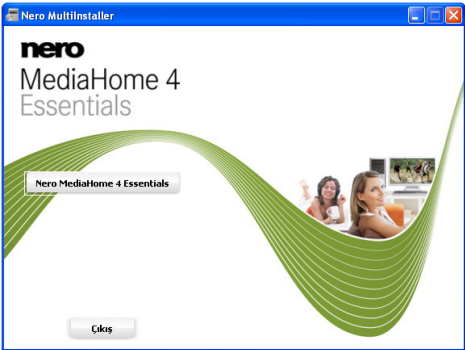 Nero MultiInstaller
nero
MediaHome 4
Essentials
Nero MediaHome 4 Essentials
Çıkış